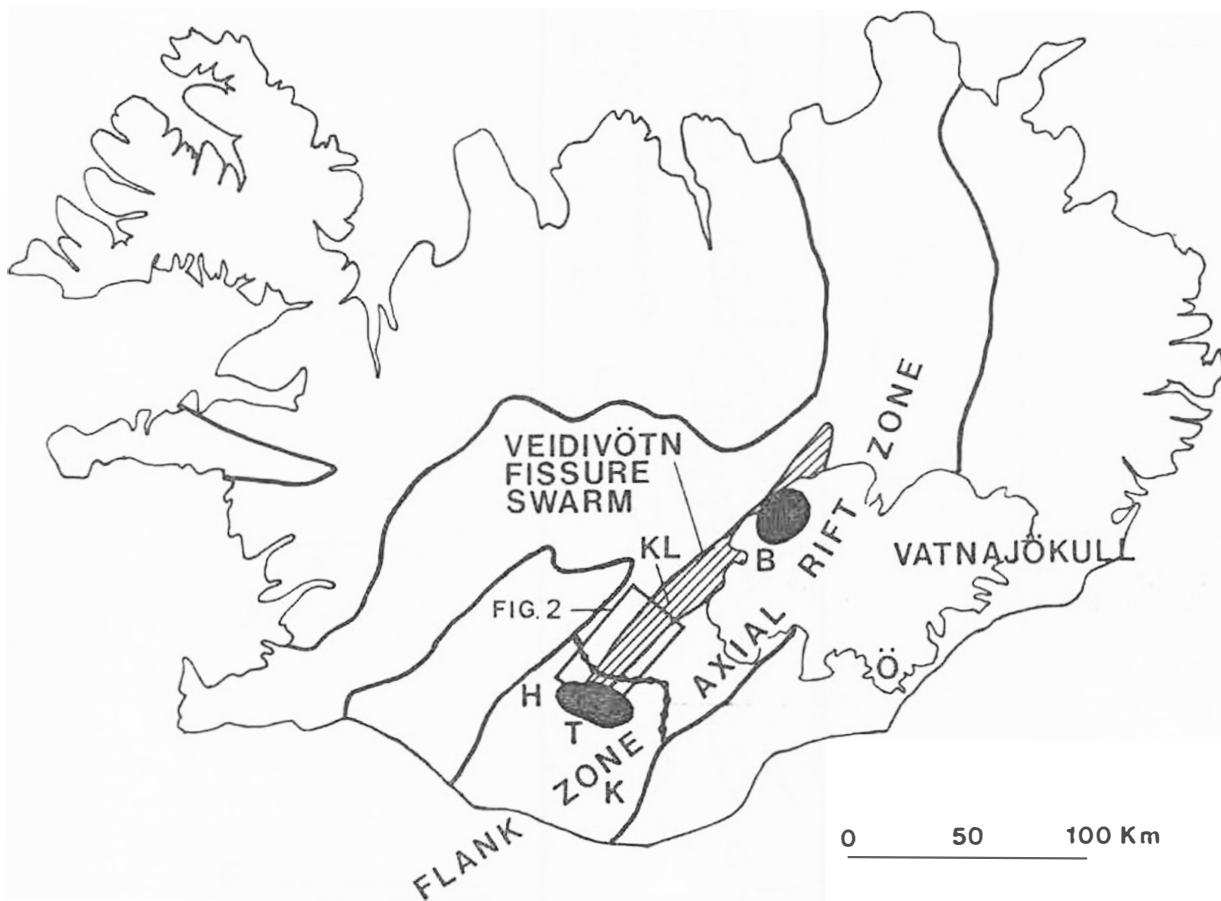 VEIDIVÖTN
FISSURE
SWARM
KL
FIG. 2
B
AXIAL RIFT ZONE
VATNAJÖKULL
Ö
H
T
K
FLANK ZONE
0 50 100 Km